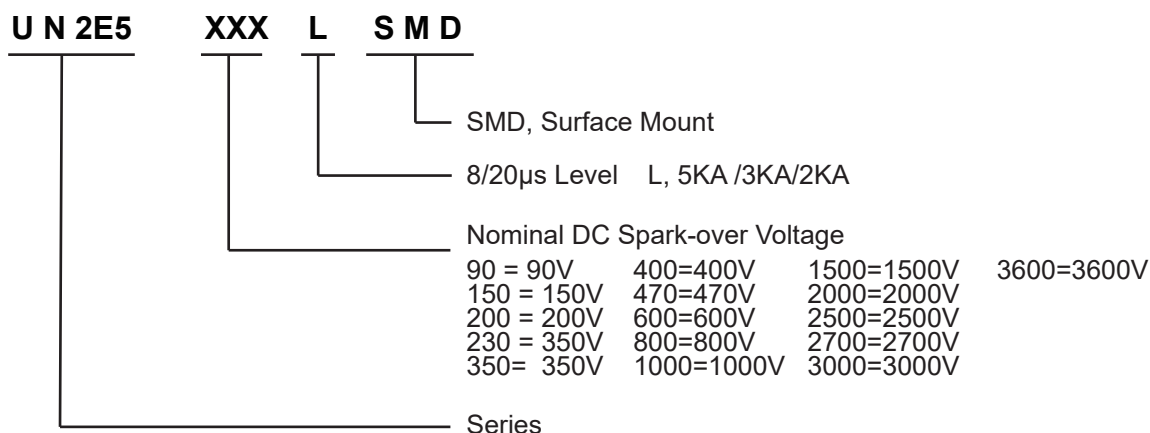 U N 2E5 XXX L S M D
SMD, Surface Mount
8/20µs Level L, 5KA /3KA/2KA
Nominal DC Spark-over Voltage
90 = 90V 400=400V 1500=1500V 3600=3600V
150 = 150V 470=470V 2000=2000V
200 = 200V 600=600V 2500=2500V
230 = 350V 800=800V 2700=2700V
350= 350V 1000=1000V 3000=3000V
Series